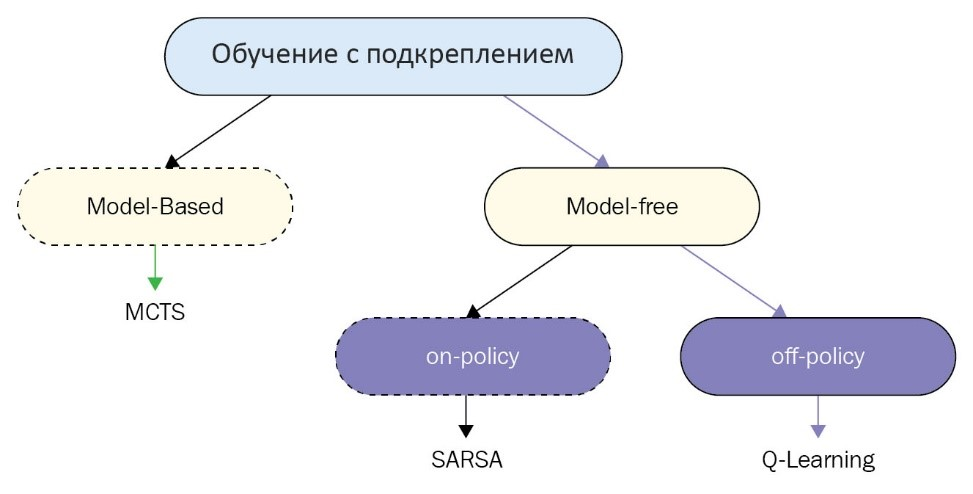 Обучение с подкреплением
Model-Based
Model-free
MCTS
on-policy
off-policy
SARSA
Q-Learning